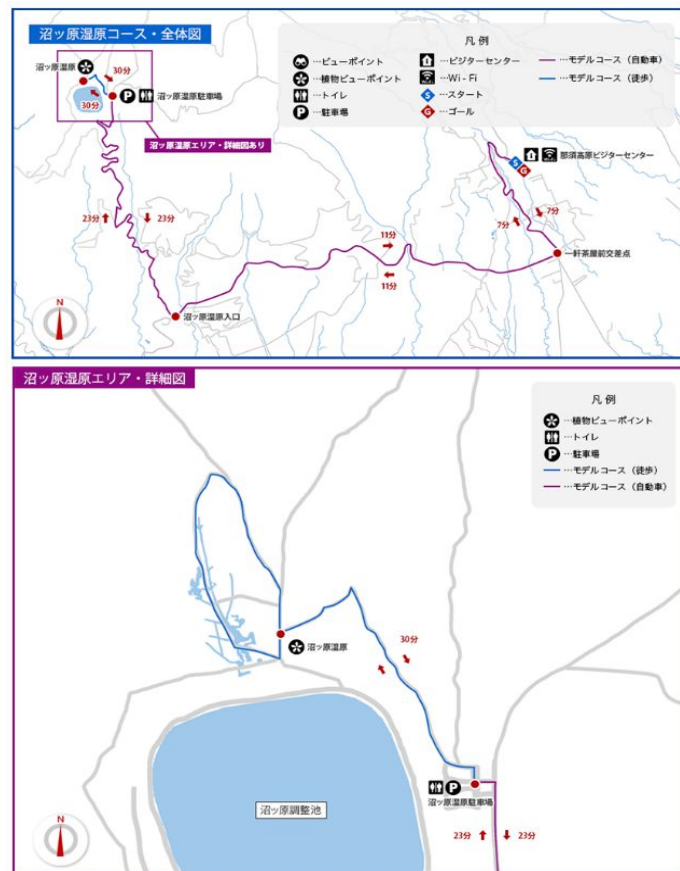 沼ッ原湿原コース・全体図
凡 例
…ビューポイント
…植物ビューポイント
…トイレ
…駐車場
…ビジターセンター
Wi-Fi
…Wi-Fi
S …スタート
G …ゴール
…モデルコース（自動車）
…モデルコース（徒歩）
沼ッ原湿原
30分
30分
P
沼ッ原湿原駐車場
沼ッ原湿原エリア・詳細図あり
那須高原ビジターセンター
S
G
23分
23分
7分
7分
11分
11分
一軒茶屋前交差点
沼ッ原湿原入口
N
沼ッ原湿原エリア・詳細図
凡 例
…植物ビューポイント
…トイレ
P …駐車場
…モデルコース（徒歩）
…モデルコース（自動車）
沼ッ原湿原
30分
P
沼ッ原湿原駐車場
沼ッ原調整池
23分
23分
N